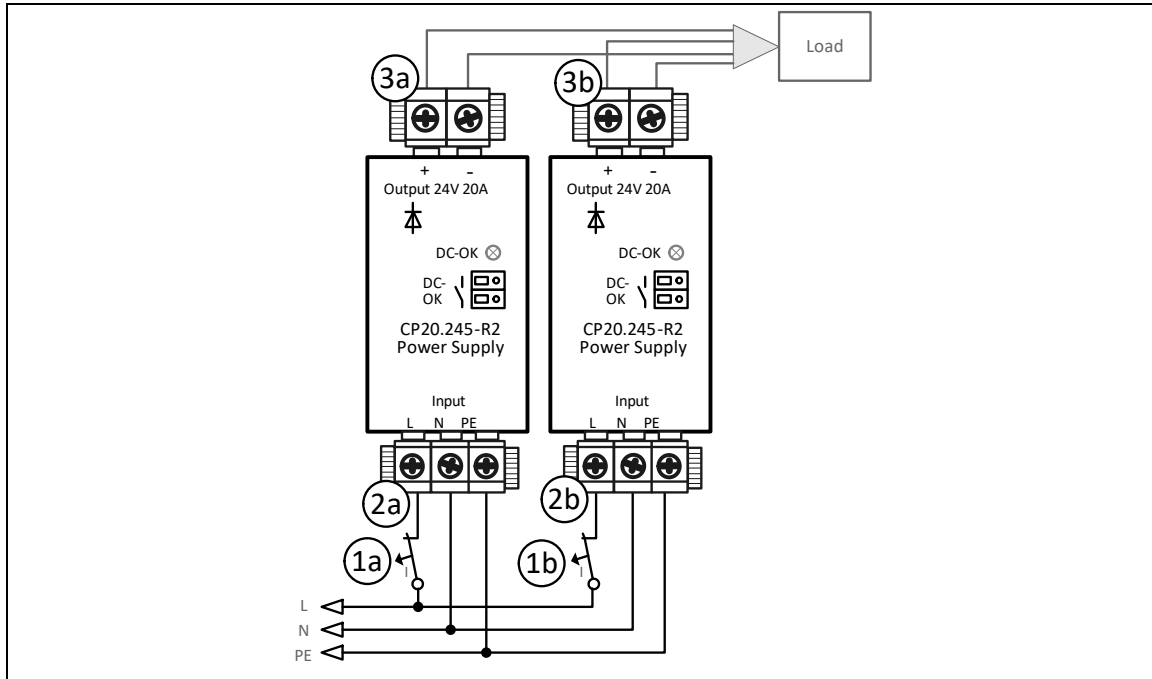 Load
3a
3b
+ -
Output 24V 20A
DC-OK
DC-
OK
CP20.245-R2
Power Supply
Input
L N PE
+ -
Output 24V 20A
DC-OK
DC-
OK
CP20.245-R2
Power Supply
Input
L N PE
2a
2b
1a
I
1b
I
L
N
PE